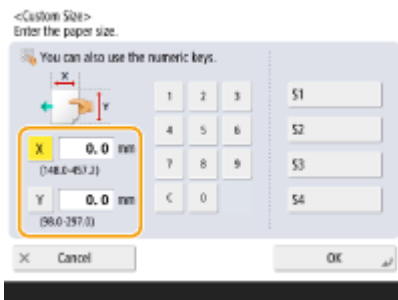 <Custom Size>
Enter the paper size.
You can also use the numeric keys.
X
Y
1 2 3 S1
4 5 6 S2
X 0.0 mm
(148.0-457.2)
7 8 9 S3
Y 0.0 mm
C 0 S4
(98.0-297.0)
× Cancel OK